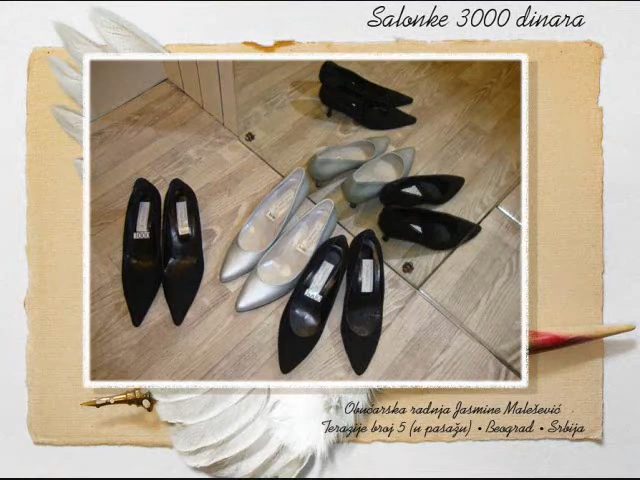 Salonke 3000 dinara
Obućarska radnja Jasmine Malešević
Terazije broj 5 (u pasažu) • Beograd • Srbija